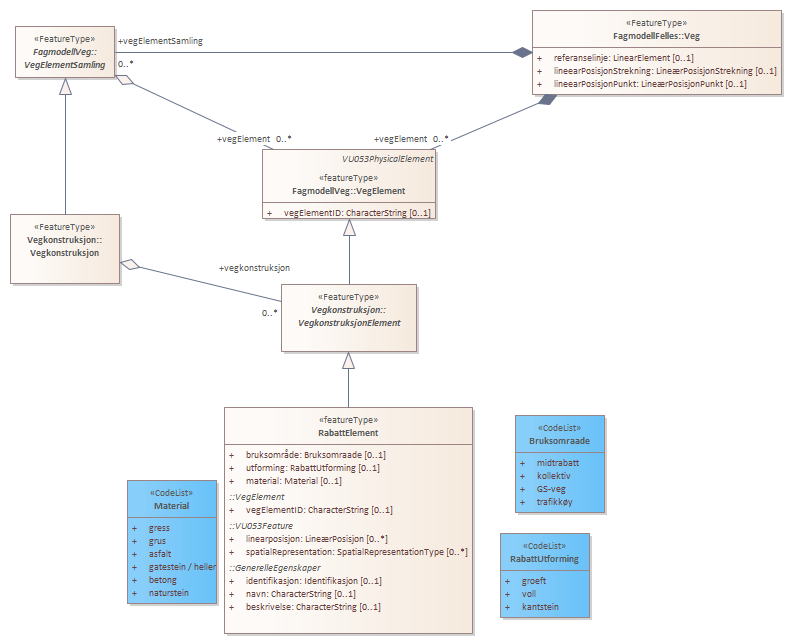 «FeatureType»
FagmodellVeg::
VegElementSamling
+vegElementSamling
0..*
«FeatureType»
FagmodellFelles::Veg
+ referanselinje: LinearElement [0..1]
+ lineearPosisjonStrekning: LineærPosisjonStrekning [0..1]
+ lineearPosisjonPunkt: LineærPosisjonPunkt [0..1]
+vegElement 0..*
+vegElement 0..*
VU053PhysicalElement
«featureType»
FagmodellVeg::VegElement
+ vegElementID: CharacterString [0..1]
«FeatureType»
Vegkonstruksjon::
Vegkonstruksjon
+vegkonstruksjon
0..*
«FeatureType»
Vegkonstruksjon::
VegkonstruksjonElement
«featureType»
RabattElement
+ bruksområde: Bruksomraade [0..1]
+ utforming: RabattUtforming [0..1]
+ material: Material [0..1]
::VegElement
+ vegElementID: CharacterString [0..1]
::VU053Feature
+ linearposisjon: LineærPosisjon [0..*]
+ spatialRepresentation: SpatialRepresentationType [0..*]
::GenerelleEgenskaper
+ identifikasjon: Identifikasjon [0..1]
+ navn: CharacterString [0..1]
+ beskrivelse: CharacterString [0..1]
«CodeList»
Material
+ gress
+ grus
+ asfalt
+ gatestein / heller
+ betong
+ naturstein
«CodeList»
Bruksomraade
+ midtrabatt
+ kollektiv
+ GS-veg
+ trafikkøy
«CodeList»
RabattUtforming
+ groeft
+ voll
+ kantstein